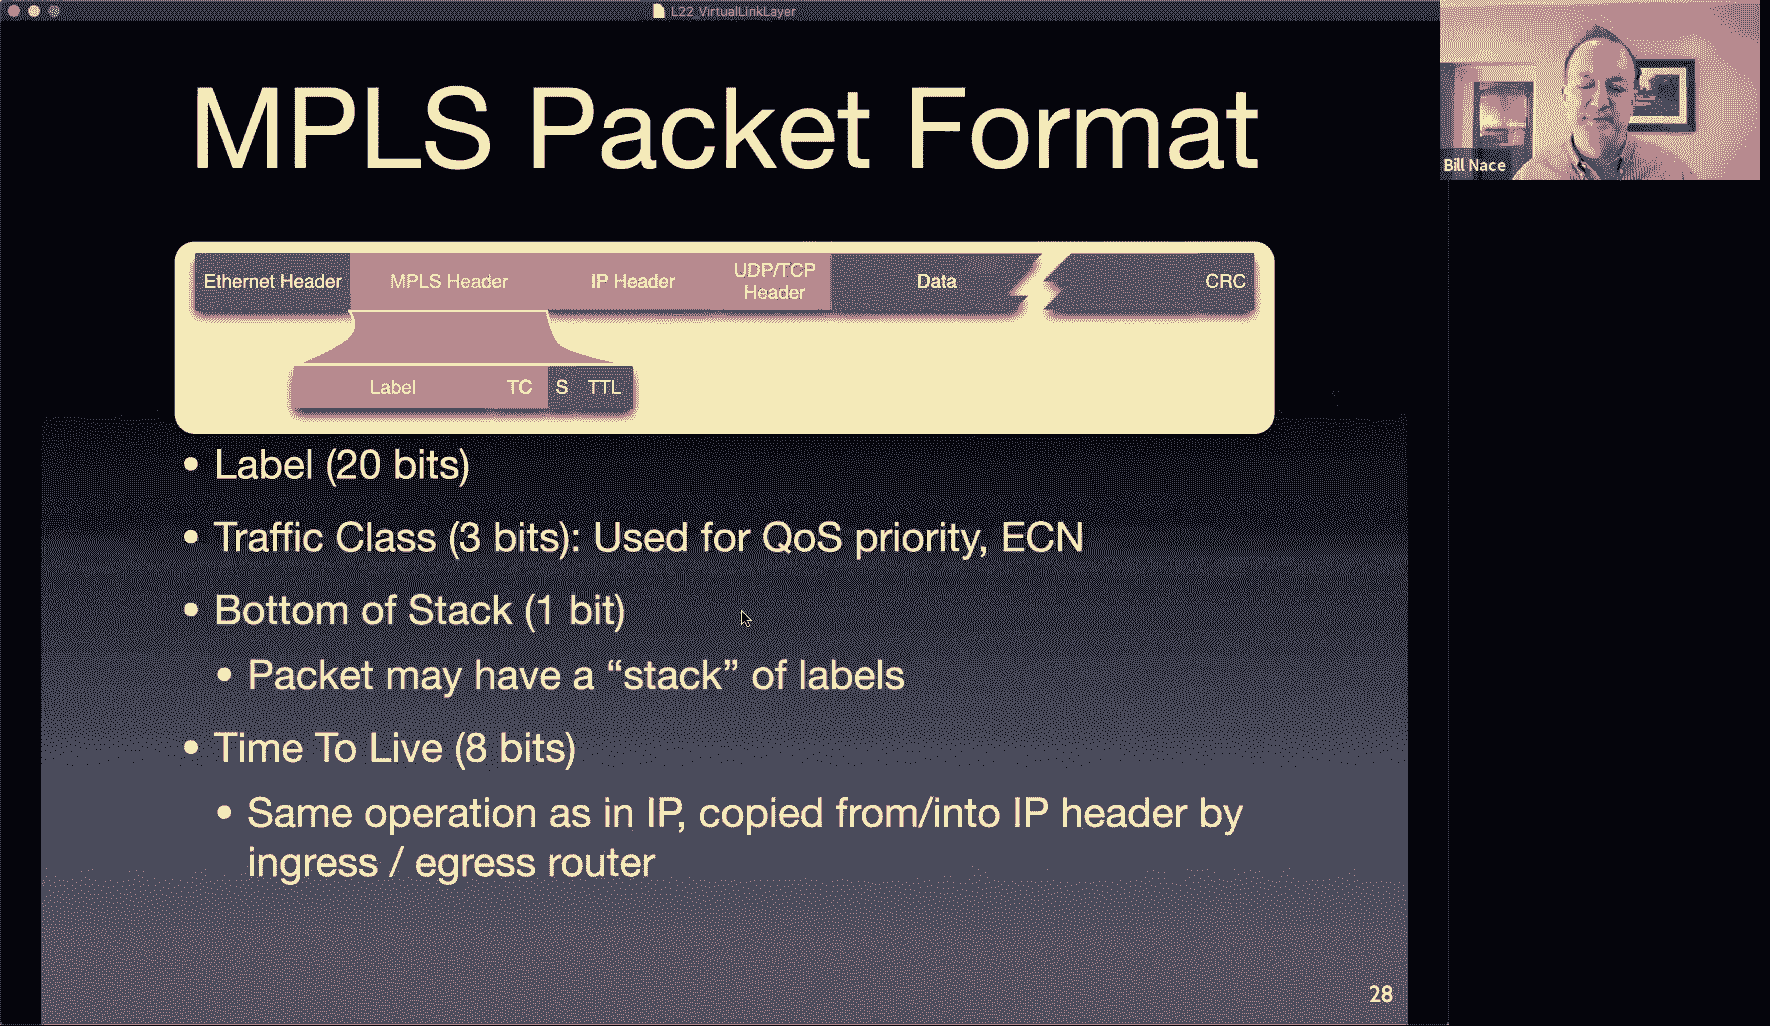 L22_VirtualLinkLayer
Bill Nace
MPLS Packet Format
Ethernet Header MPLS Header IP Header UDP/TCP Header Data CRC
Label TC S TTL
• Label (20 bits)
• Traffic Class (3 bits): Used for QoS priority, ECN
• Bottom of Stack (1 bit)
• Packet may have a “stack” of labels
• Time To Live (8 bits)
• Same operation as in IP, copied from/into IP header by
ingress / egress router
28